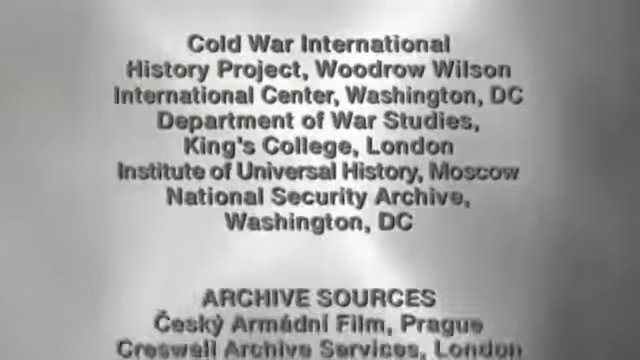 Cold War International
History Project, Woodrow Wilson
International Center, Washington, DC
Department of War Studies,
King's College, London
Institute of Universal History, Moscow
National Security Archive,
Washington, DC
ARCHIVE SOURCES
Český Armádní Film, Prague
Creswell Archive Services, London